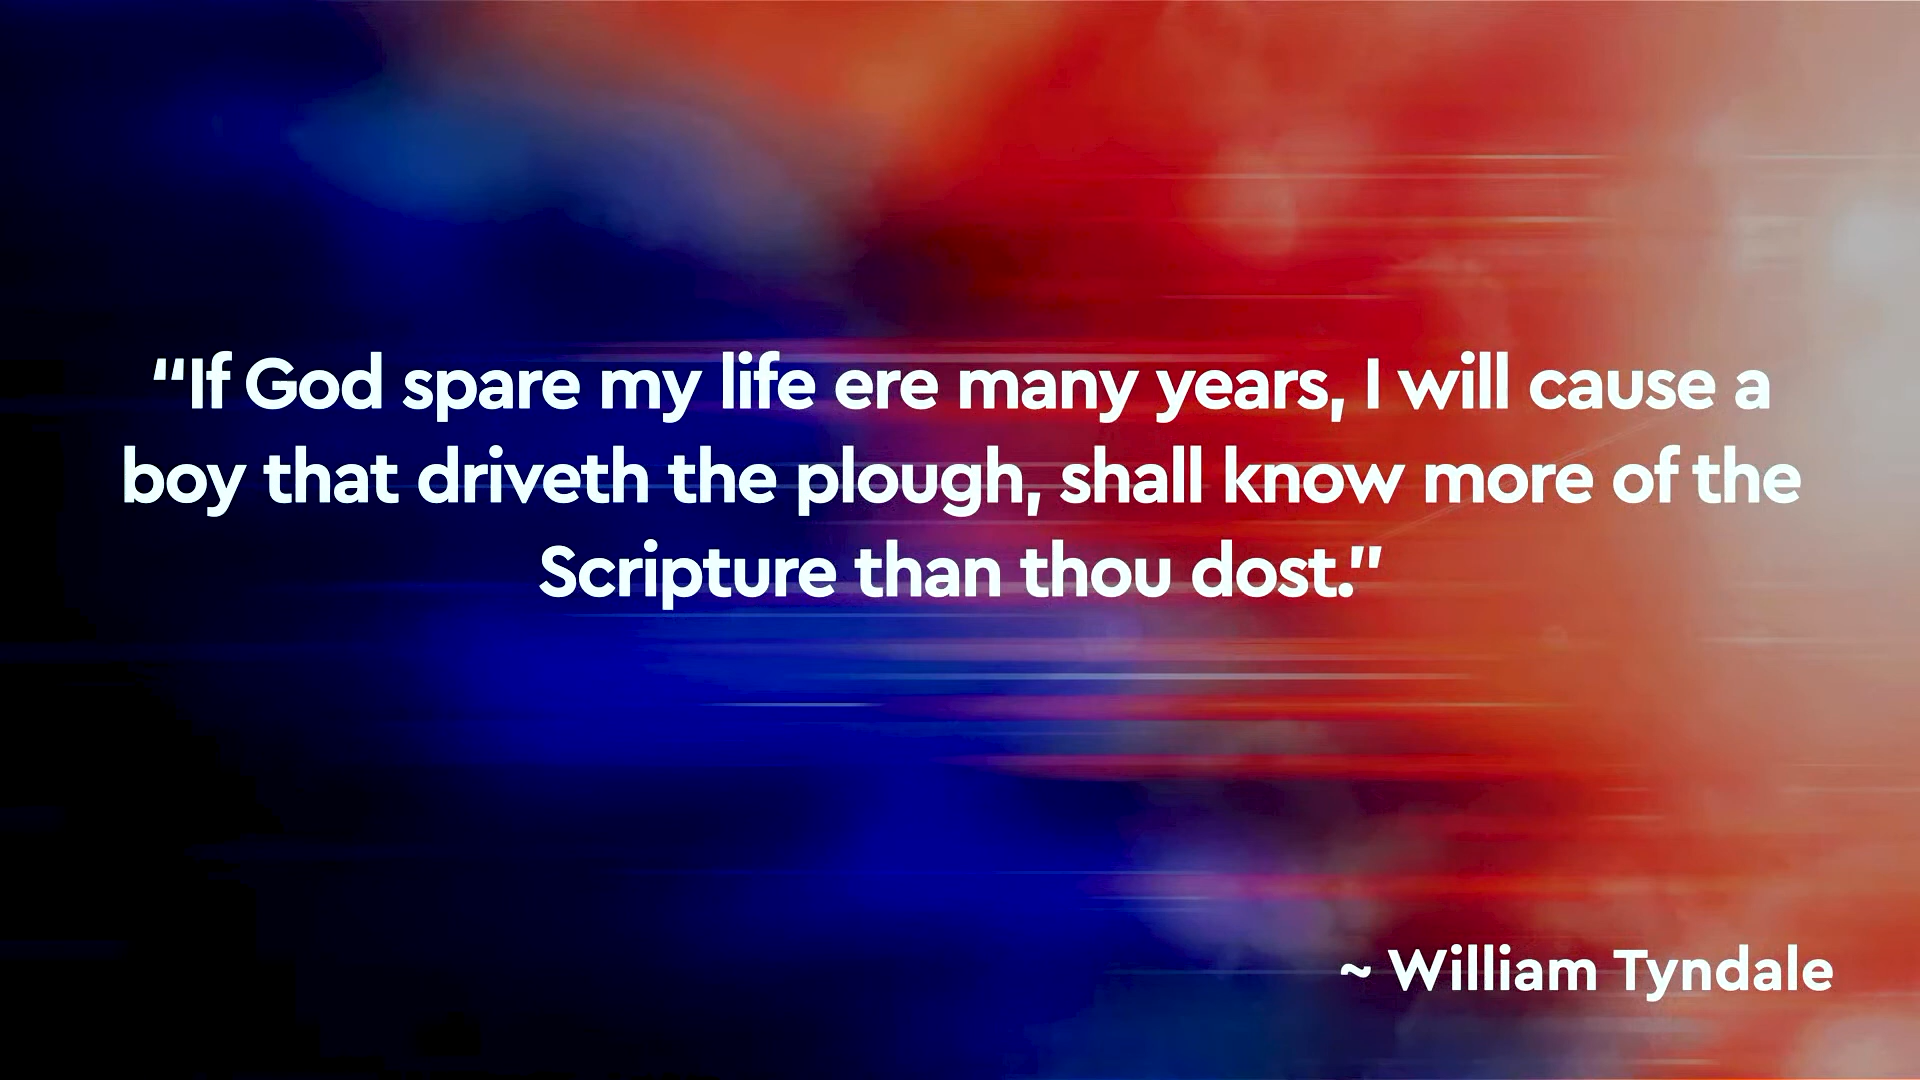 “If God spare my life ere many years, I will cause a
boy that driveth the plough, shall know more of the
Scripture than thou dost.”
~ William Tyndale